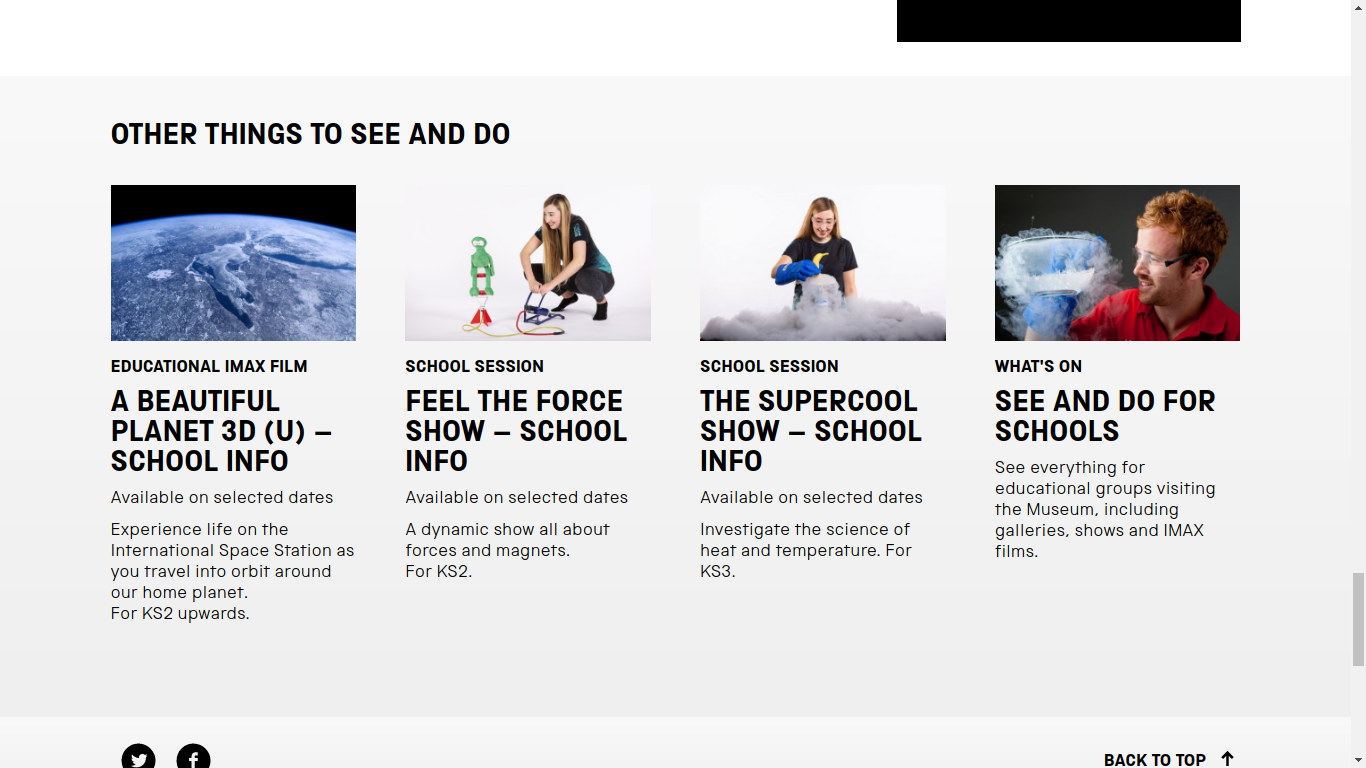 OTHER THINGS TO SEE AND DO
EDUCATIONAL IMAX FILM
A BEAUTIFUL
PLANET 3D (U) –
SCHOOL INFO
Available on selected dates
Experience life on the
International Space Station as
you travel into orbit around
our home planet.
For KS2 upwards.
SCHOOL SESSION
FEEL THE FORCE
SHOW – SCHOOL
INFO
Available on selected dates
A dynamic show all about
forces and magnets.
For KS2.
SCHOOL SESSION
THE SUPERCOOL
SHOW – SCHOOL
INFO
Available on selected dates
Investigate the science of
heat and temperature. For
KS3.
WHAT'S ON
SEE AND DO FOR
SCHOOLS
See everything for
educational groups visiting
the Museum, including
galleries, shows and IMAX
films.
BACK TO TOP